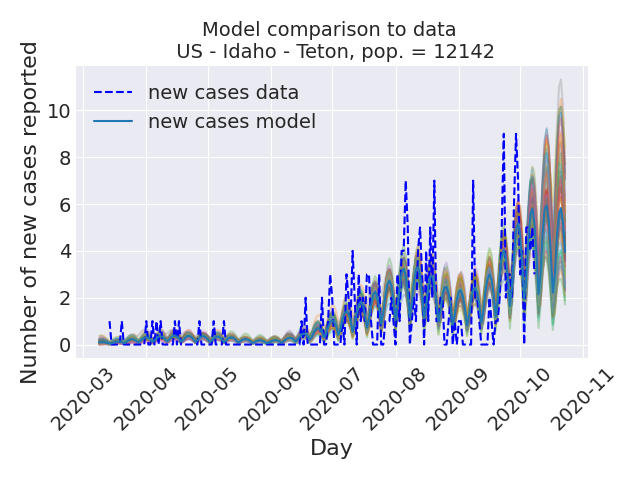 Model comparison to data
US - Idaho - Teton, pop. = 12142
new cases data
new cases model
Number of new cases reported
10
8
6
4
2
0
2020-03
2020-04
2020-05
2020-06
2020-07
2020-08
2020-09
2020-10
2020-11
Day